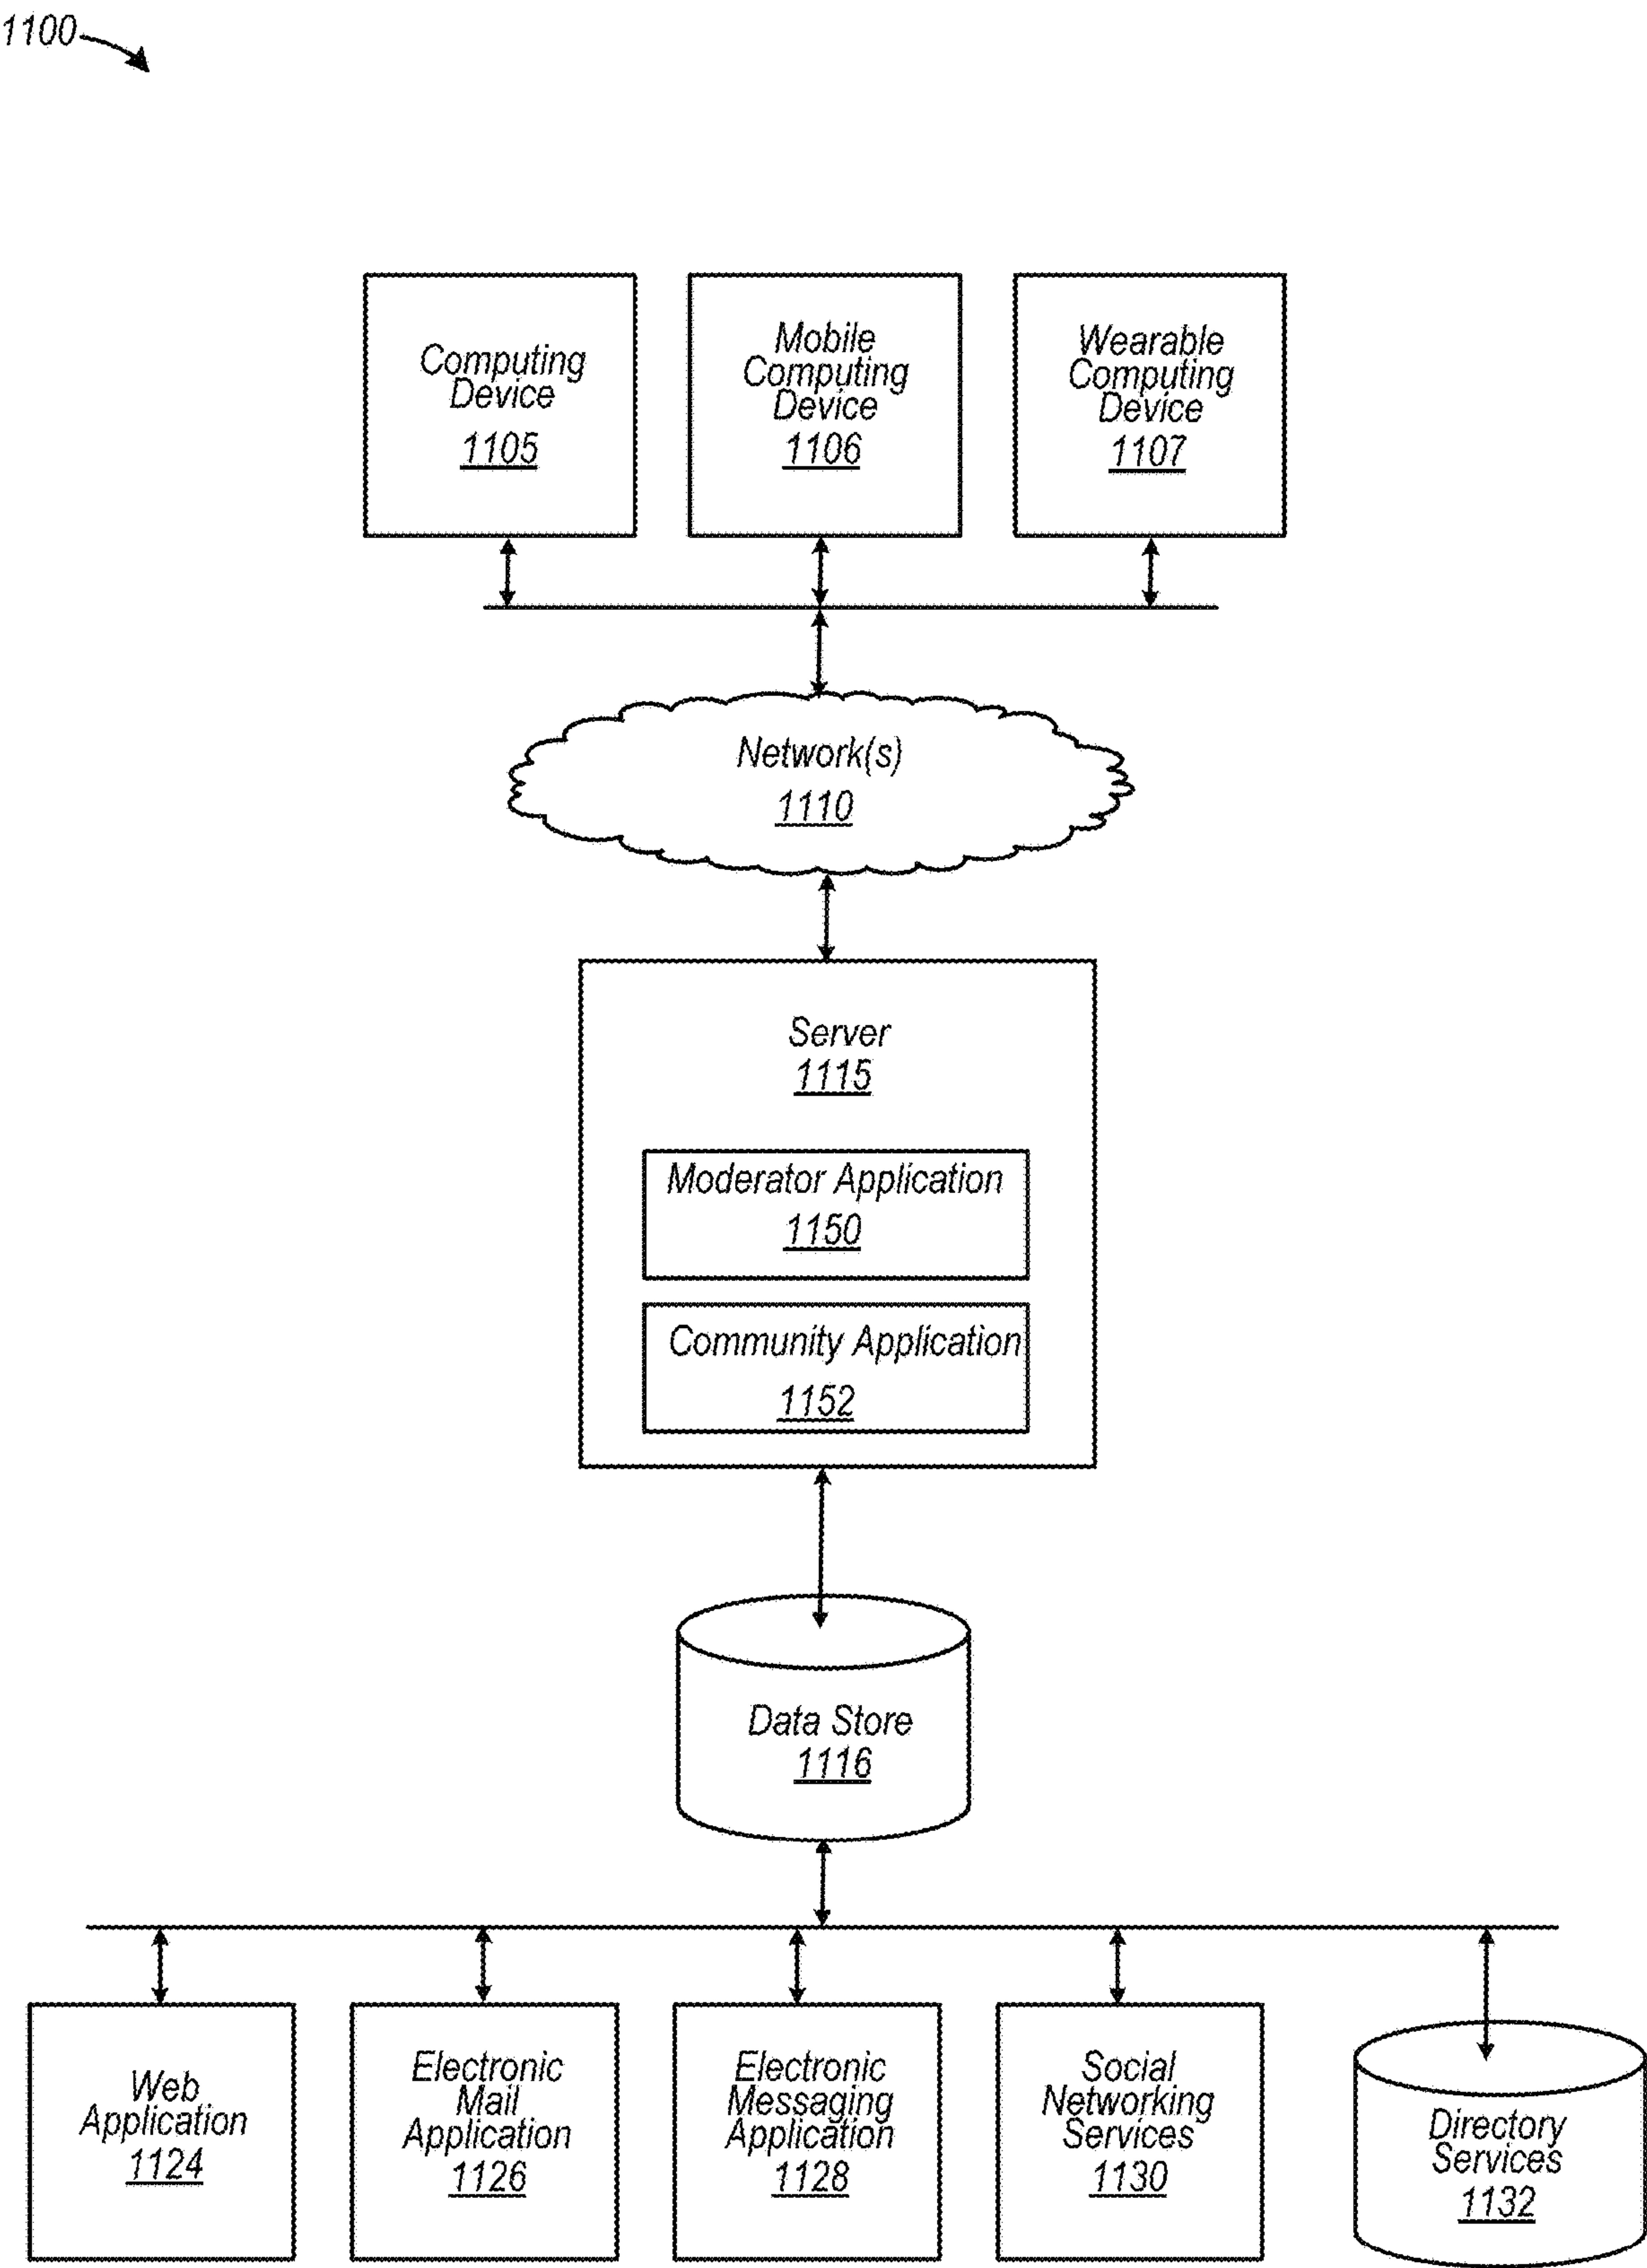 1100
Computing
Device
1105
Mobile
Computing
Device
1106
Wearable
Computing
Device
1107
Network(s)
1110
Server
1115
Moderator Application
1150
Community Application
1152
Data Store
1116
Web
Application
1124
Electronic
Mail
Application
1126
Electronic
Messaging
Application
1128
Social
Networking
Services
1130
Directory
Services
1132